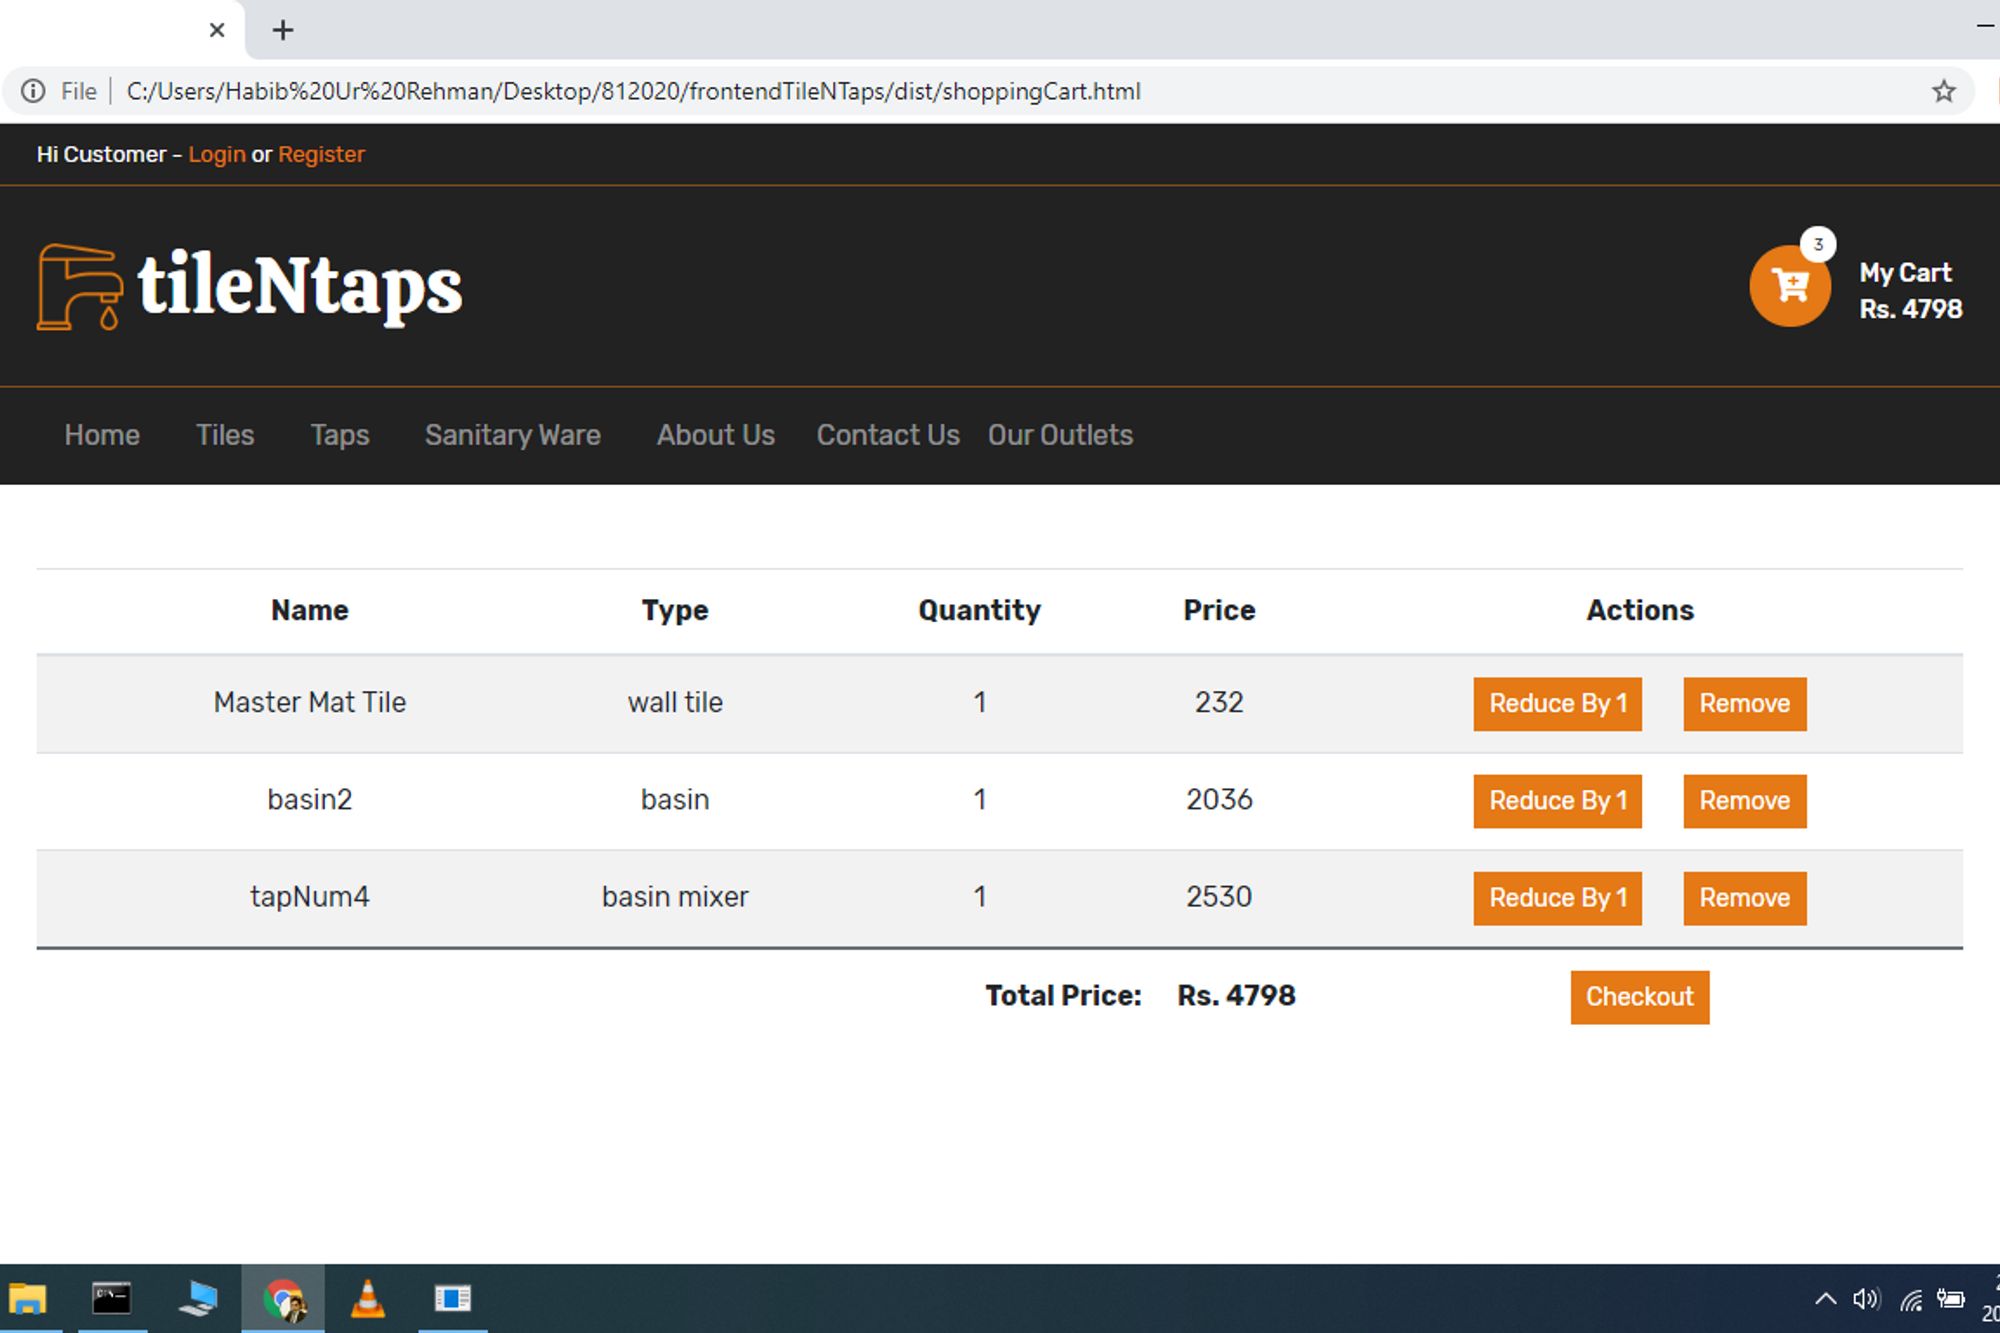 File C:/Users/Habib%20Ur%20Rehman/Desktop/812020/frontendTileNTaps/dist/shoppingCart.html
Hi Customer - Login or Register
tileNtaps
3
My Cart
Rs. 4798
Home Tiles Taps Sanitary Ware About Us Contact Us Our Outlets
Name Type Quantity Price Actions
Master Mat Tile wall tile 1 232 Reduce By 1 Remove
basin2 basin 1 2036 Reduce By 1 Remove
tapNum4 basin mixer 1 2530 Reduce By 1 Remove
Total Price: Rs. 4798 Checkout